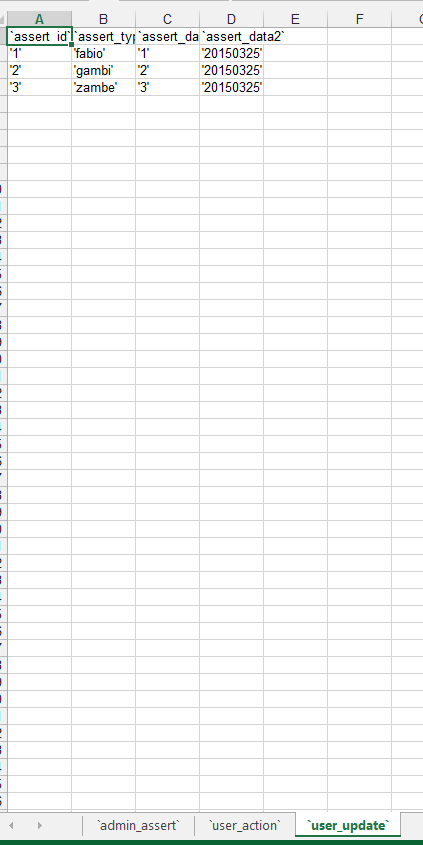 A B C D E F
`assert_id` `assert_typ `assert_da `assert_data2`
'1' 'fabio' '1' '20150325'
'2' 'gambi' '2' '20150325'
'3' 'zambe' '3' '20150325'
`admin_assert` `user_action` `user_update`